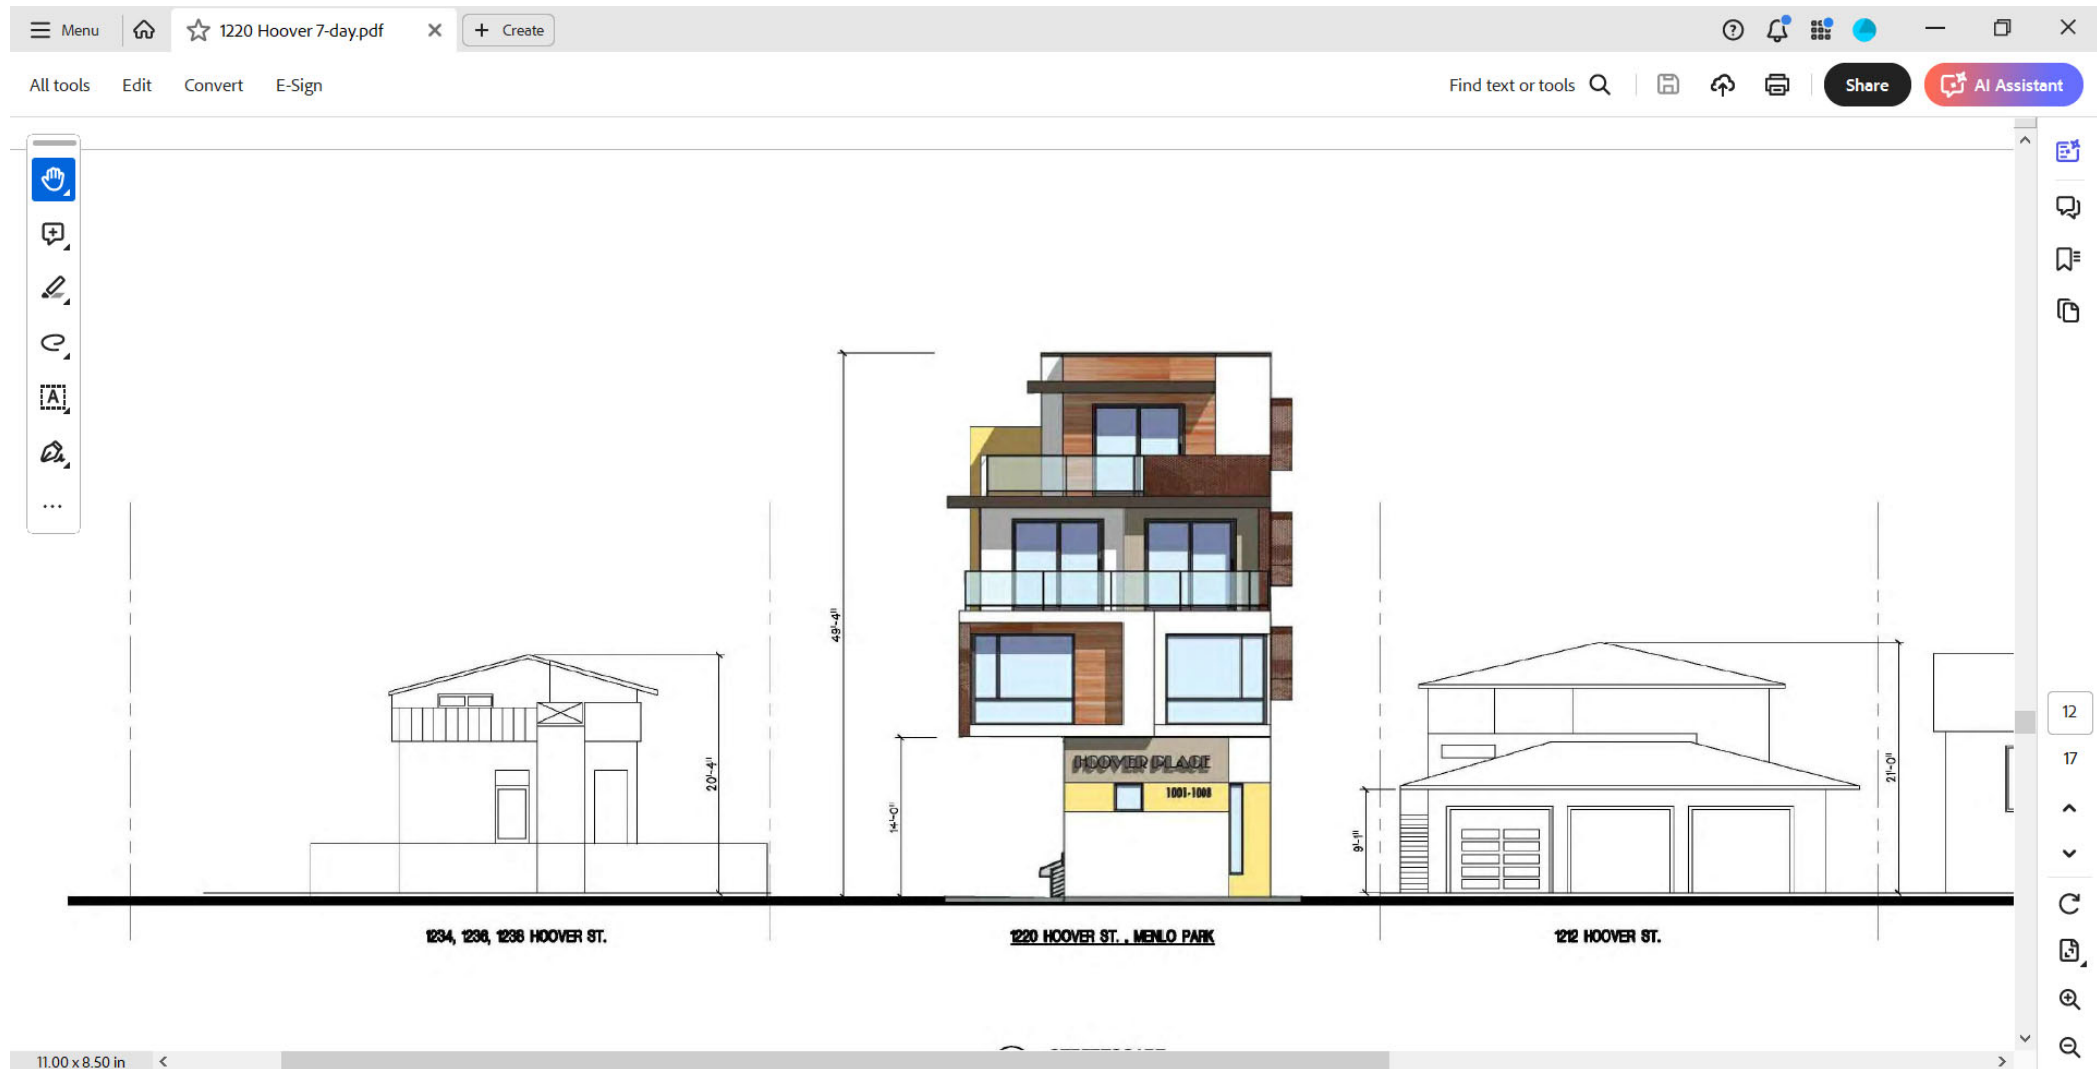 Menu
1220 Hoover 7-day.pdf
Create
All tools
Edit
Convert
E-Sign
Find text or tools
Share
AI Assistant
49'-4"
20'-4"
14'-0"
HOOVER PLACE
1001-1008
9'-1"
21'-0"
1234, 1236, 1238 HOOVER ST.
1220 HOOVER ST. , MENLO PARK
1212 HOOVER ST.
12
17
11.00 x 8.50 in